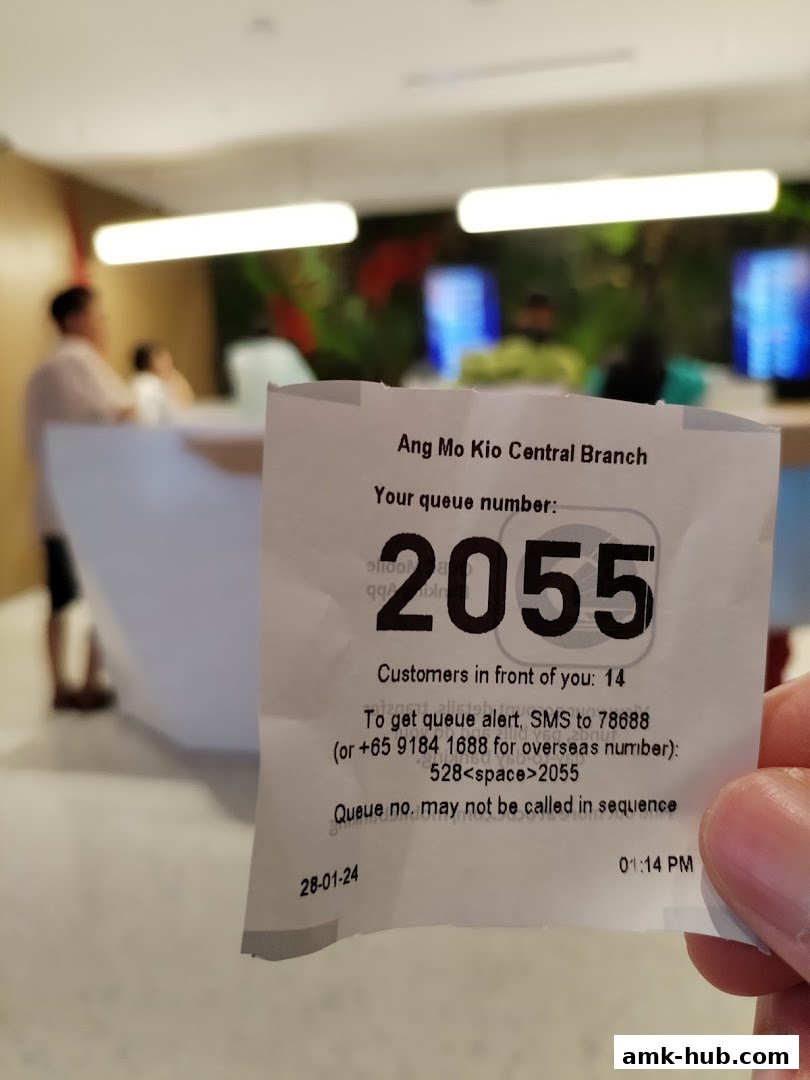 Ang Mo Kio Central Branch
Your queue number:
2055
Customers in front of you: 14
To get queue alert, SMS to 78688
(or +65 9184 1688 for overseas number):
528<space>2055
Queue no. may not be called in sequence
28-01-24
01:14 PM
amk-hub.com